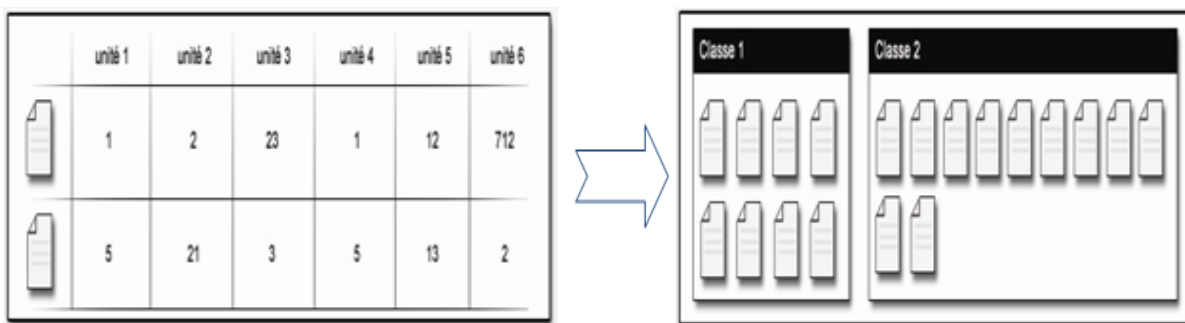 unité 1 unité 2 unité 3 unité 4 unité 5 unité 6
1 2 23 1 12 712
5 21 3 5 13 2
Classe 1
Classe 2